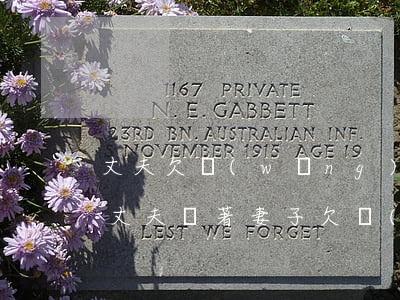 1167 PRIVATE
N. E. GABBETT
23RD BN. AUSTRALIAN INF.
NOVEMBER 1915 AGE 19
丈夫欠 (w ng)
丈夫 著妻子欠 (
LEST WE FORGET